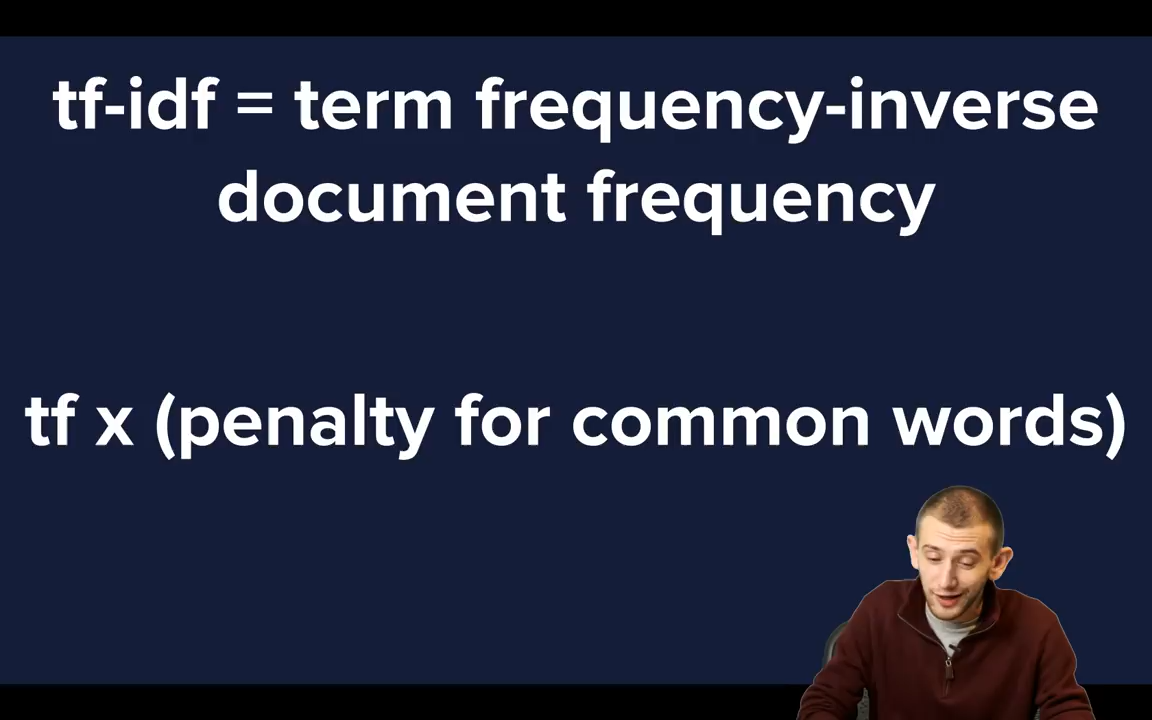 tf-idf = term frequency-inverse
document frequency
tf x (penalty for common words)